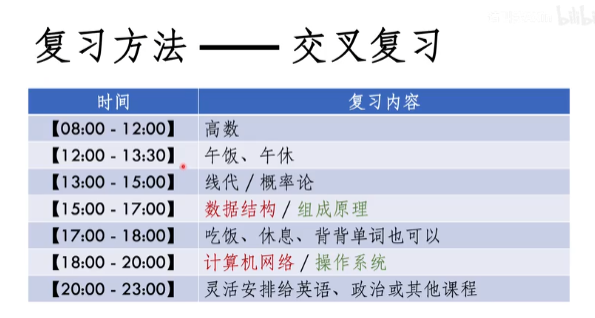 复习方法 —— 交叉复习
时间 复习内容
【08:00 - 12:00】 高数
【12:00 - 13:30】 午饭、午休
【13:00 - 15:00】 线代 / 概率论
【15:00 - 17:00】 数据结构 / 组成原理
【17:00 - 18:00】 吃饭、休息、背背单词也可以
【18:00 - 20:00】 计算机网络 / 操作系统
【20:00 - 23:00】 灵活安排给英语、政治或其他课程
bilibili